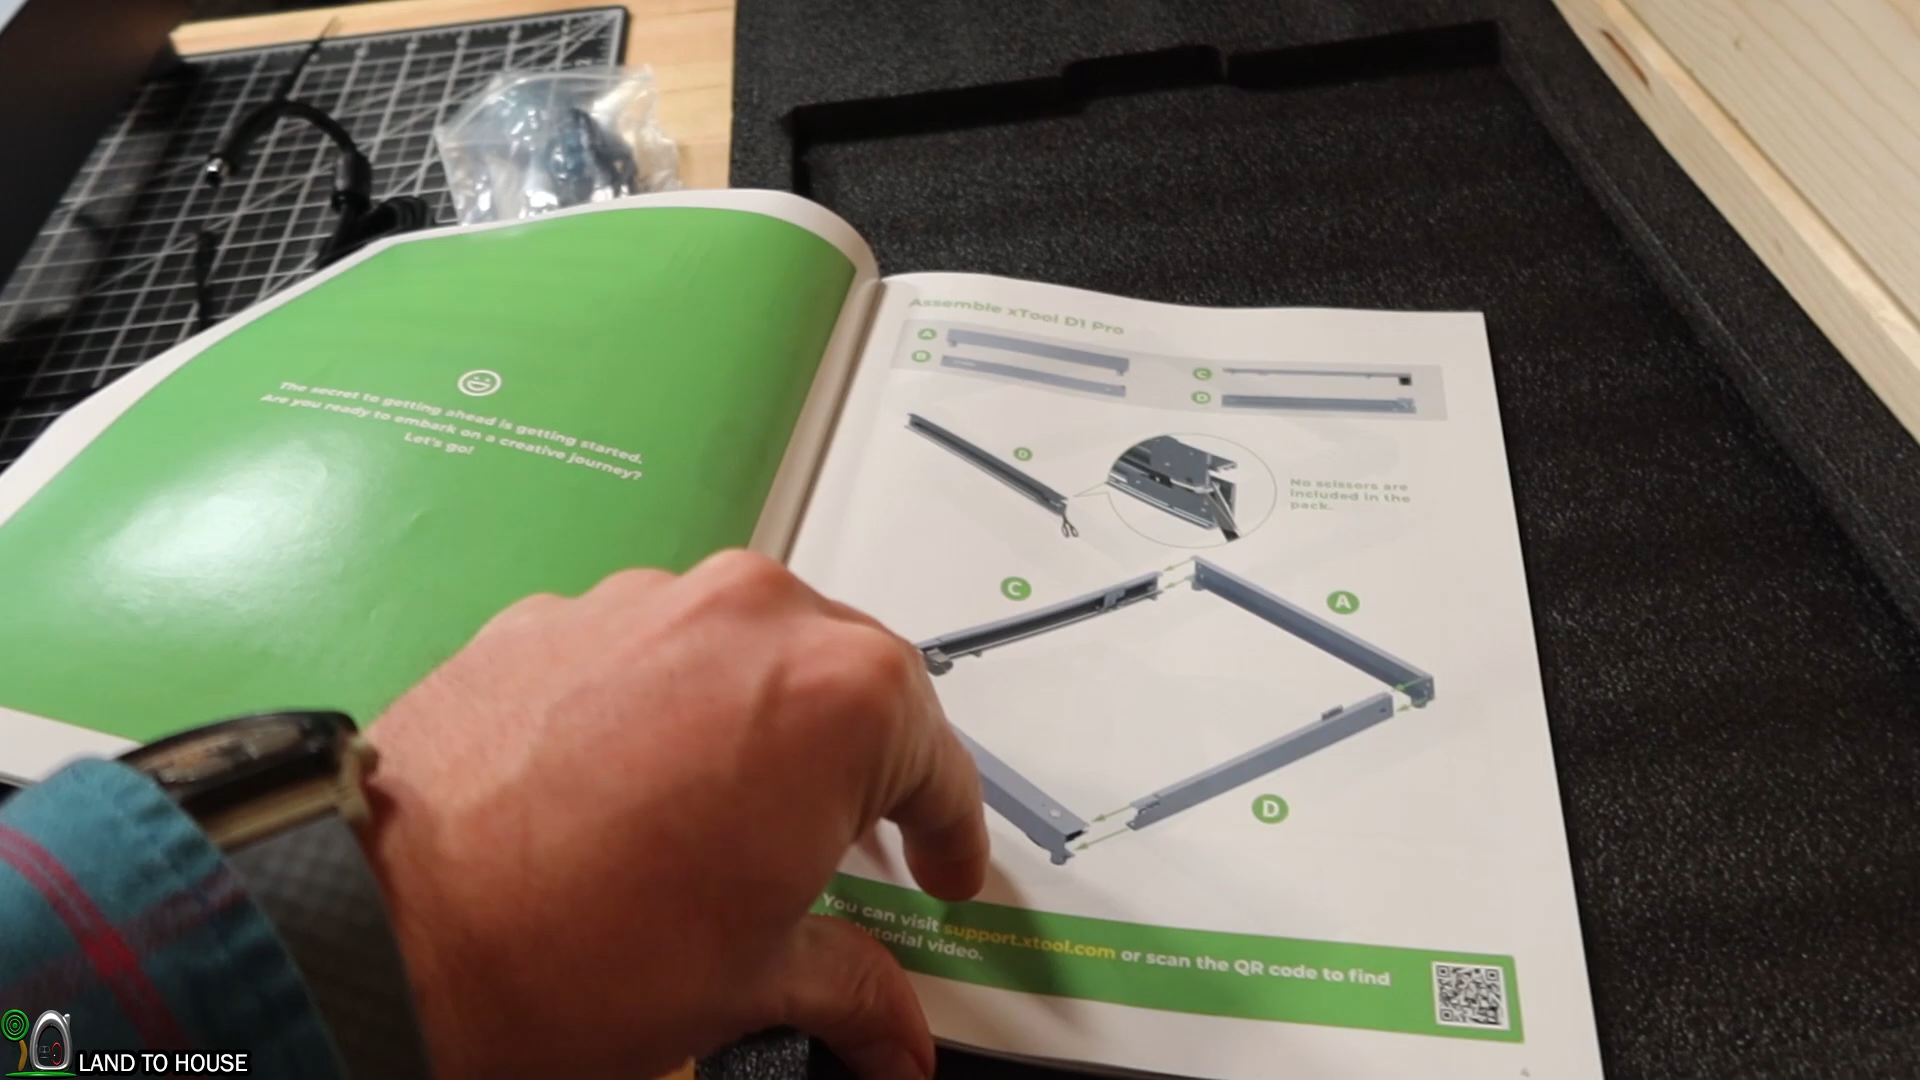 The secret to getting ahead is getting started.
Are you ready to embark on a creative journey?
Let's go!
Assemble xTool D1 Pro
A
B
C
D
D
No scissors are
included in the
pack.
C
A
D
You can visit support.xtool.com or scan the QR code to find
tutorial video.
4
LAND TO HOUSE